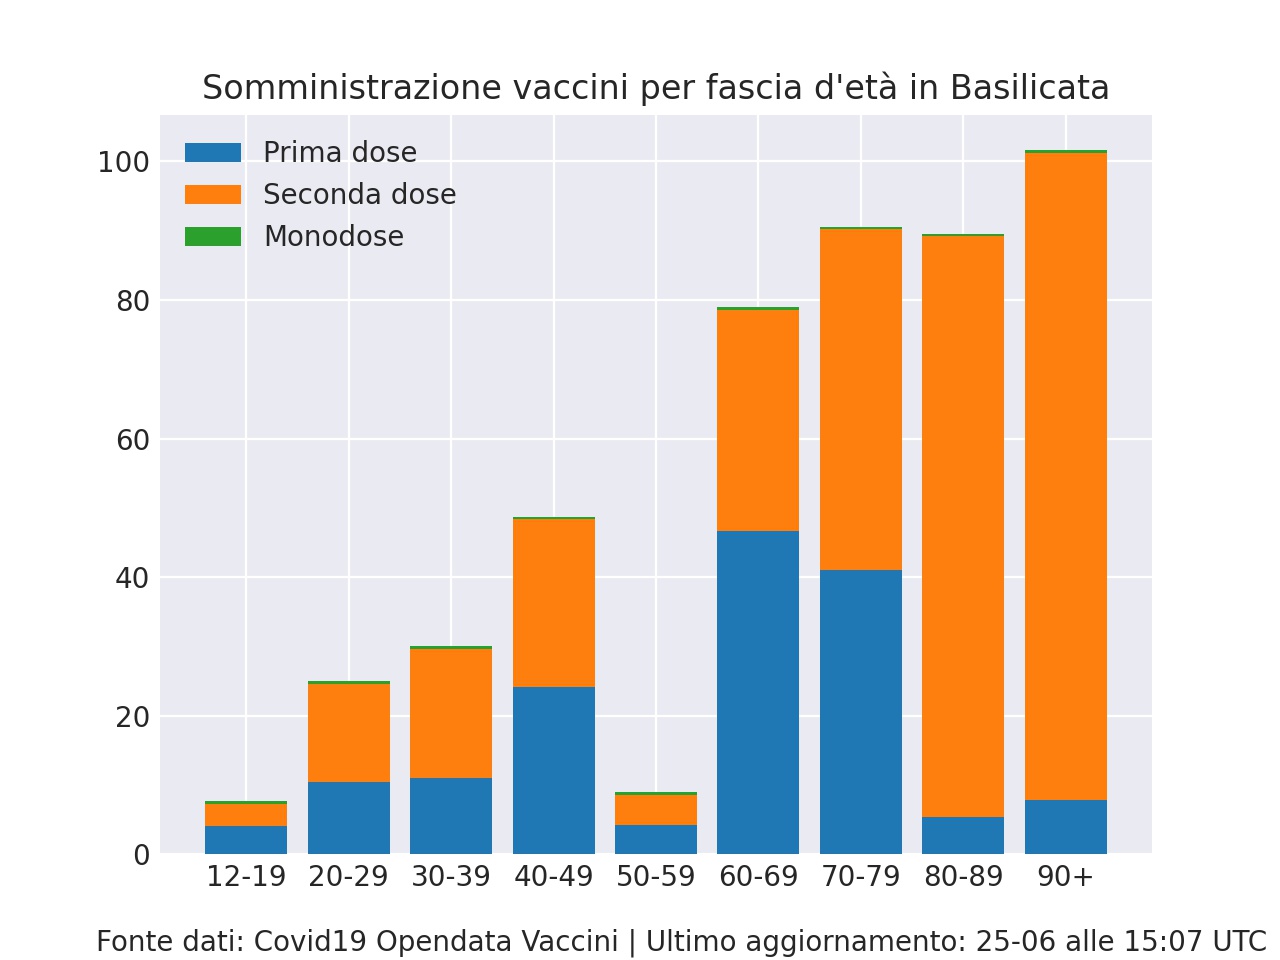 Somministrazione vaccini per fascia d'età in Basilicata
Prima dose
Seconda dose
Monodose
100
80
60
40
20
0
12-19 20-29 30-39 40-49 50-59 60-69 70-79 80-89 90+
Fonte dati: Covid19 Opendata Vaccini | Ultimo aggiornamento: 25-06 alle 15:07 UTC